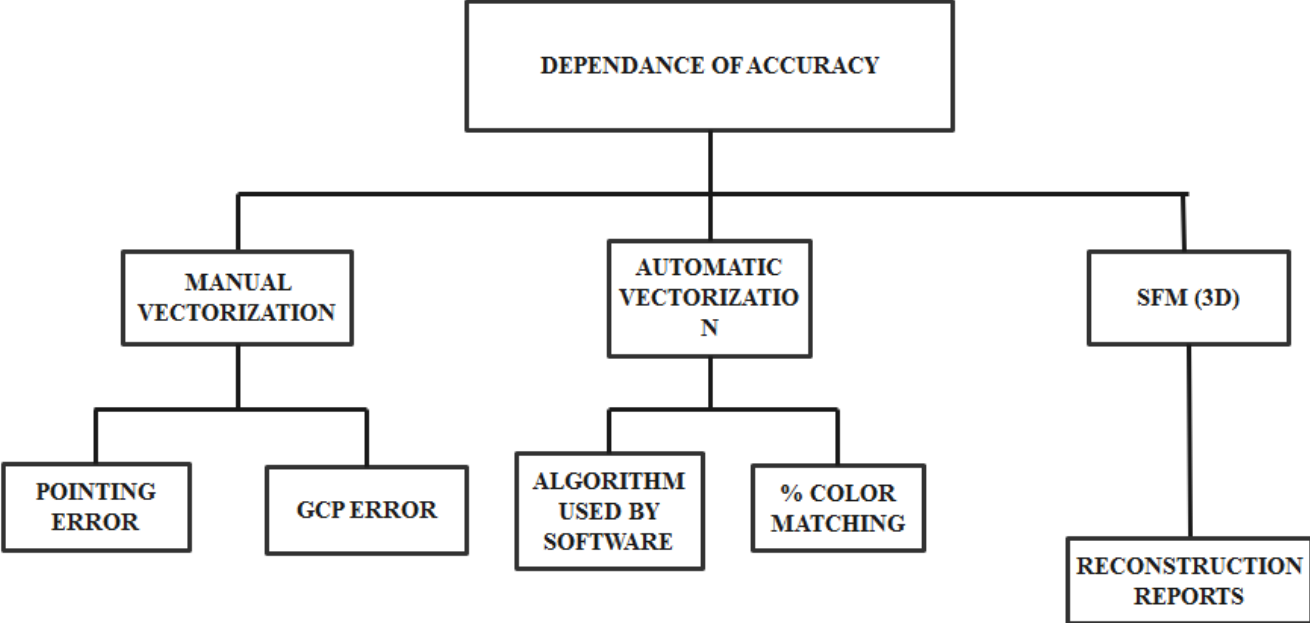 DEPENDANCE OF ACCURACY
MANUAL
VECTORIZATION
AUTOMATIC
VECTORIZATIO
N
SFM (3D)
POINTING
ERROR
GCP ERROR
ALGORITHM
USED BY
SOFTWARE
% COLOR
MATCHING
RECONSTRUCTION
REPORTS